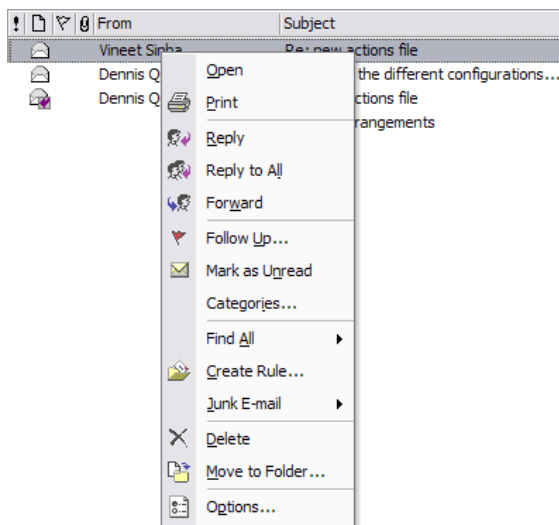 ! From Subject
Vineet Sinha Re: new actions file
Dennis Q the different configurations...
Dennis Q ctions file
rangements
Open
Print
Reply
Reply to All
Forward
Follow Up...
Mark as Unread
Categories...
Find All
Create Rule...
Junk E-mail
Delete
Move to Folder...
Options...